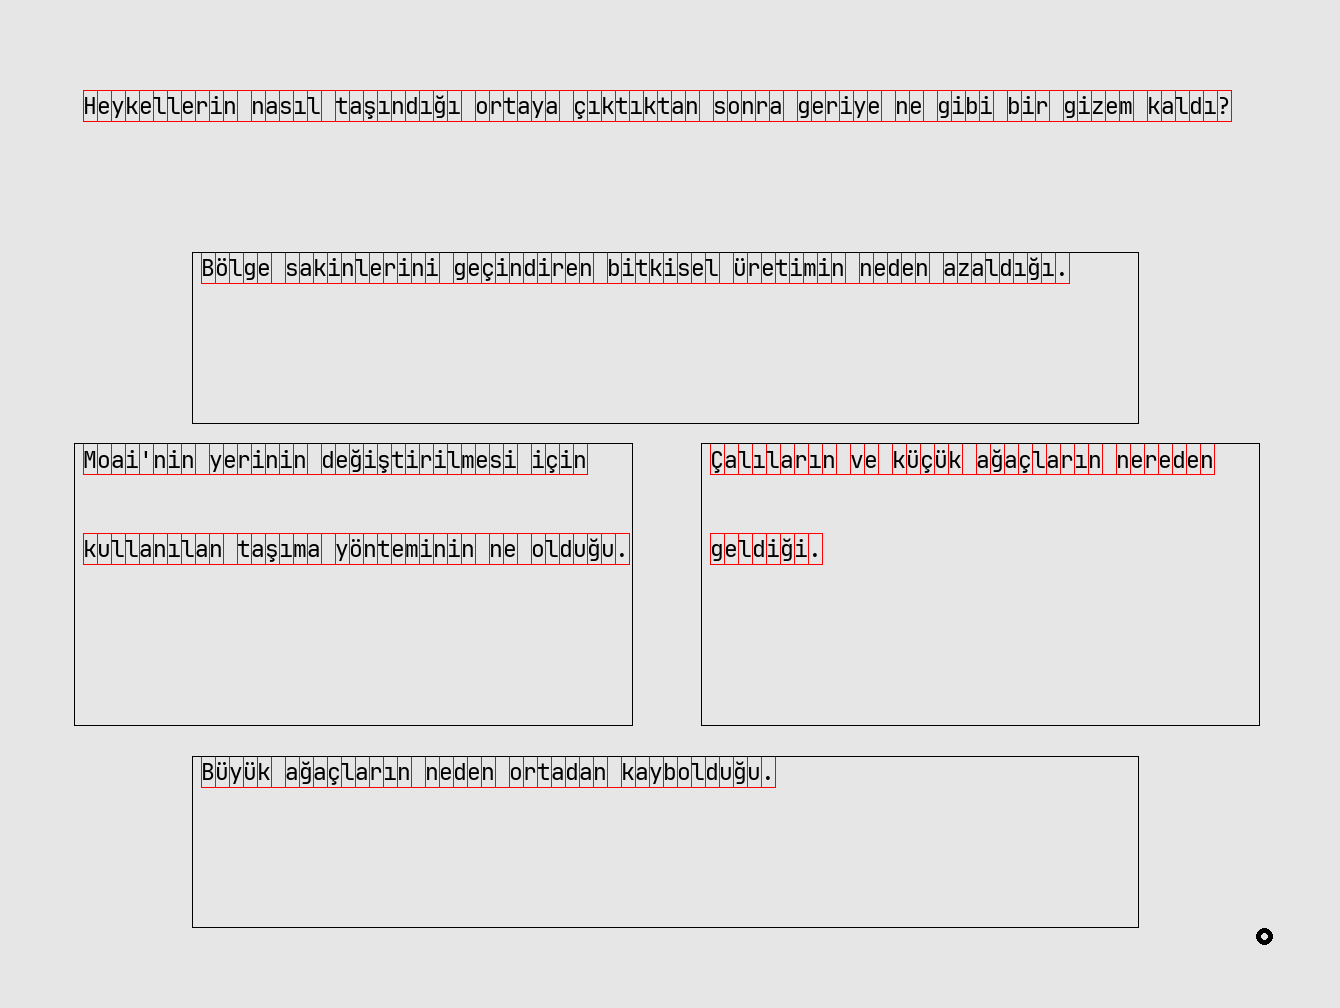 Heykellerin nasıl taşındığı ortaya çıktıktan sonra geriye ne gibi bir gizem kaldı?
Bölge sakinlerini geçindiren bitkisel üretimin neden azaldığı.
Moai'nin yerinin değiştirilmesi için
kullanılan taşıma yönteminin ne olduğu.
Çalıların ve küçük ağaçların nereden
geldiği.
Büyük ağaçların neden ortadan kaybolduğu.